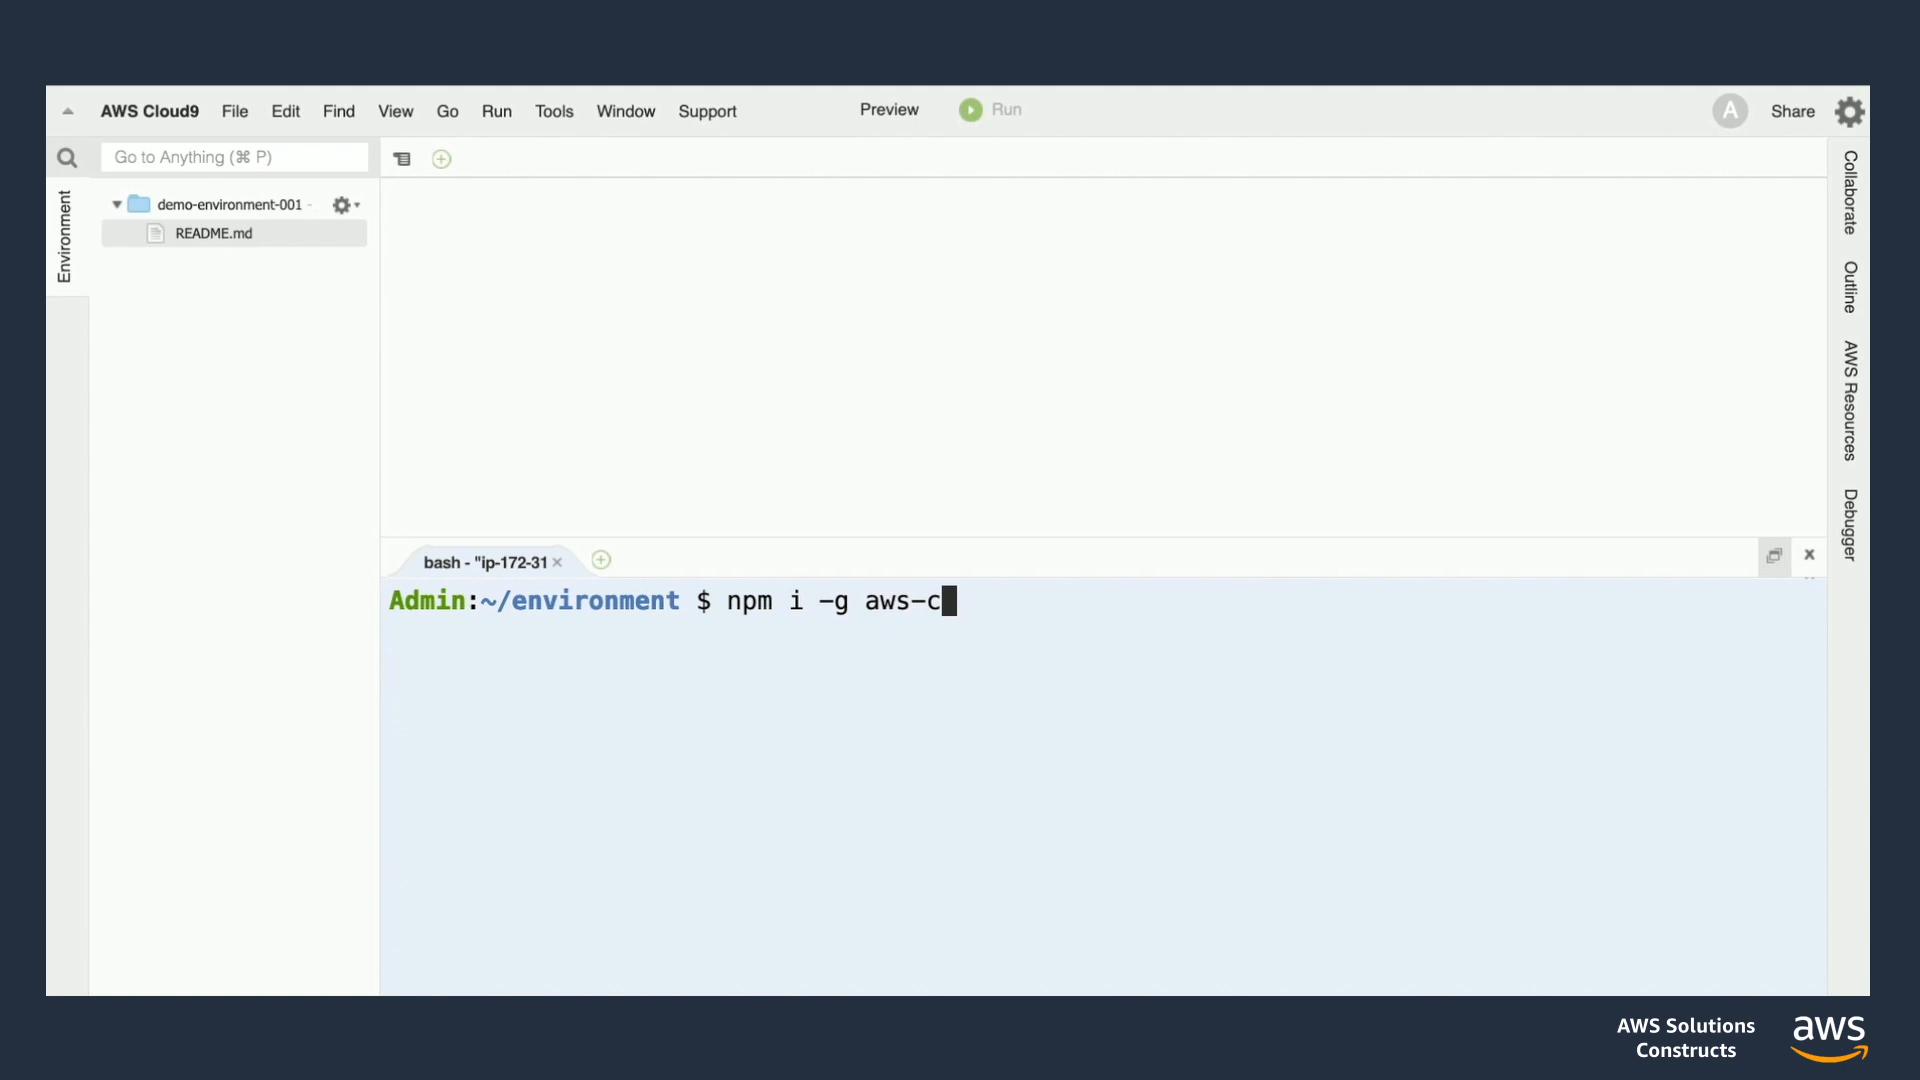 AWS Cloud9 File Edit Find View Go Run Tools Window Support Preview Run A Share
Go to Anything (⌘ P)
Environment
demo-environment-001 -
README.md
Collaborate
Outline
AWS Resources
Debugger
bash - "ip-172-31
Admin:~/environment $ npm i -g aws-c
AWS Solutions
Constructs
aws